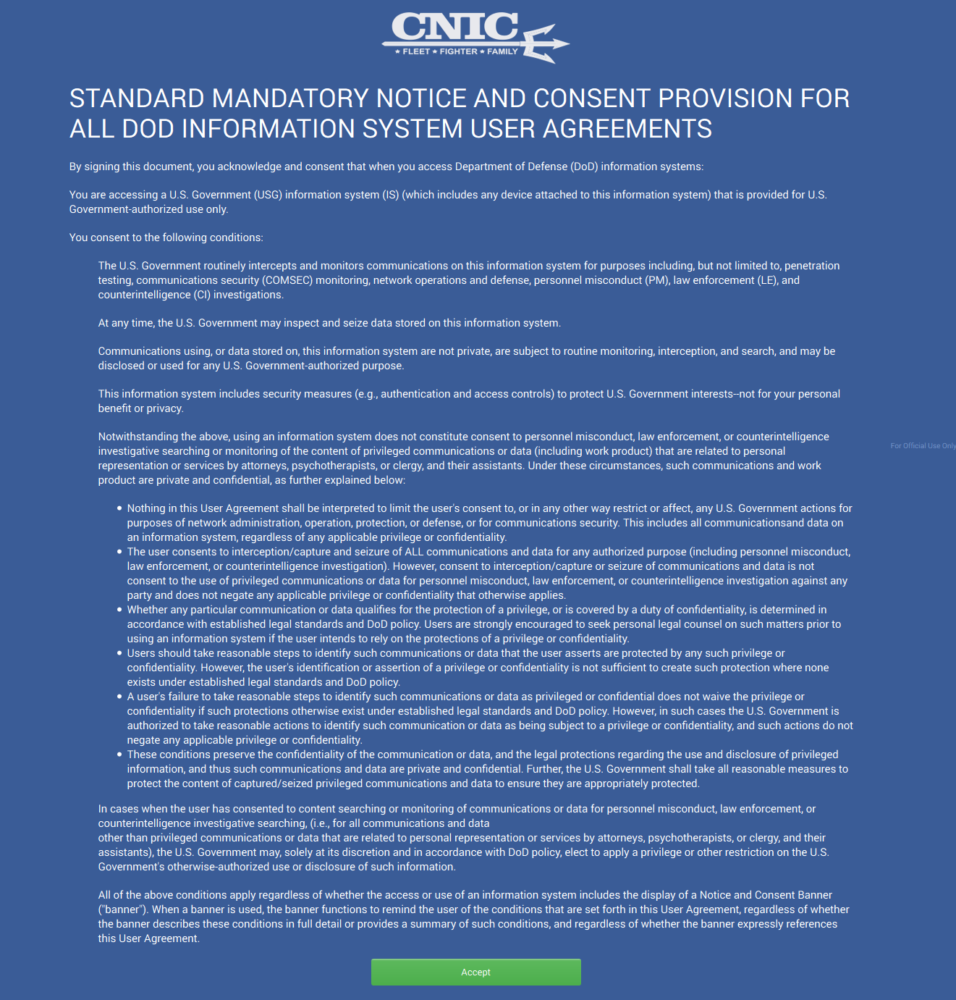 CNIC
★ FLEET ★ FIGHTER ★ FAMILY
STANDARD MANDATORY NOTICE AND CONSENT PROVISION FOR
ALL DOD INFORMATION SYSTEM USER AGREEMENTS
By signing this document, you acknowledge and consent that when you access Department of Defense (DoD) information systems:
You are accessing a U.S. Government (USG) information system (IS) (which includes any device attached to this information system) that is provided for U.S.
Government-authorized use only.
You consent to the following conditions:
The U.S. Government routinely intercepts and monitors communications on this information system for purposes including, but not limited to, penetration
testing, communications security (COMSEC) monitoring, network operations and defense, personnel misconduct (PM), law enforcement (LE), and
counterintelligence (CI) investigations.
At any time, the U.S. Government may inspect and seize data stored on this information system.
Communications using, or data stored on, this information system are not private, are subject to routine monitoring, interception, and search, and may be
disclosed or used for any U.S. Government-authorized purpose.
This information system includes security measures (e.g., authentication and access controls) to protect U.S. Government interests--not for your personal
benefit or privacy.
Notwithstanding the above, using an information system does not constitute consent to personnel misconduct, law enforcement, or counterintelligence
investigative searching or monitoring of the content of privileged communications or data (including work product) that are related to personal
representation or services by attorneys, psychotherapists, or clergy, and their assistants. Under these circumstances, such communications and work
product are private and confidential, as further explained below:
For Official Use Only
• Nothing in this User Agreement shall be interpreted to limit the user's consent to, or in any other way restrict or affect, any U.S. Government actions for
purposes of network administration, operation, protection, or defense, or for communications security. This includes all communicationsand data on
an information system, regardless of any applicable privilege or confidentiality.
• The user consents to interception/capture and seizure of ALL communications and data for any authorized purpose (including personnel misconduct,
law enforcement, or counterintelligence investigation). However, consent to interception/capture or seizure of communications and data is not
consent to the use of privileged communications or data for personnel misconduct, law enforcement, or counterintelligence investigation against any
party and does not negate any applicable privilege or confidentiality that otherwise applies.
• Whether any particular communication or data qualifies for the protection of a privilege, or is covered by a duty of confidentiality, is determined in
accordance with established legal standards and DoD policy. Users are strongly encouraged to seek personal legal counsel on such matters prior to
using an information system if the user intends to rely on the protections of a privilege or confidentiality.
• Users should take reasonable steps to identify such communications or data that the user asserts are protected by any such privilege or
confidentiality. However, the user's identification or assertion of a privilege or confidentiality is not sufficient to create such protection where none
exists under established legal standards and DoD policy.
• A user's failure to take reasonable steps to identify such communications or data as privileged or confidential does not waive the privilege or
confidentiality if such protections otherwise exist under established legal standards and DoD policy. However, in such cases the U.S. Government is
authorized to take reasonable actions to identify such communication or data as being subject to a privilege or confidentiality, and such actions do not
negate any applicable privilege or confidentiality.
• These conditions preserve the confidentiality of the communication or data, and the legal protections regarding the use and disclosure of privileged
information, and thus such communications and data are private and confidential. Further, the U.S. Government shall take all reasonable measures to
protect the content of captured/seized privileged communications and data to ensure they are appropriately protected.
In cases when the user has consented to content searching or monitoring of communications or data for personnel misconduct, law enforcement, or
counterintelligence investigative searching, (i.e., for all communications and data
other than privileged communications or data that are related to personal representation or services by attorneys, psychotherapists, or clergy, and their
assistants), the U.S. Government may, solely at its discretion and in accordance with DoD policy, elect to apply a privilege or other restriction on the U.S.
Government's otherwise-authorized use or disclosure of such information.
All of the above conditions apply regardless of whether the access or use of an information system includes the display of a Notice and Consent Banner
("banner"). When a banner is used, the banner functions to remind the user of the conditions that are set forth in this User Agreement, regardless of whether
the banner describes these conditions in full detail or provides a summary of such conditions, and regardless of whether the banner expressly references
this User Agreement.
Accept